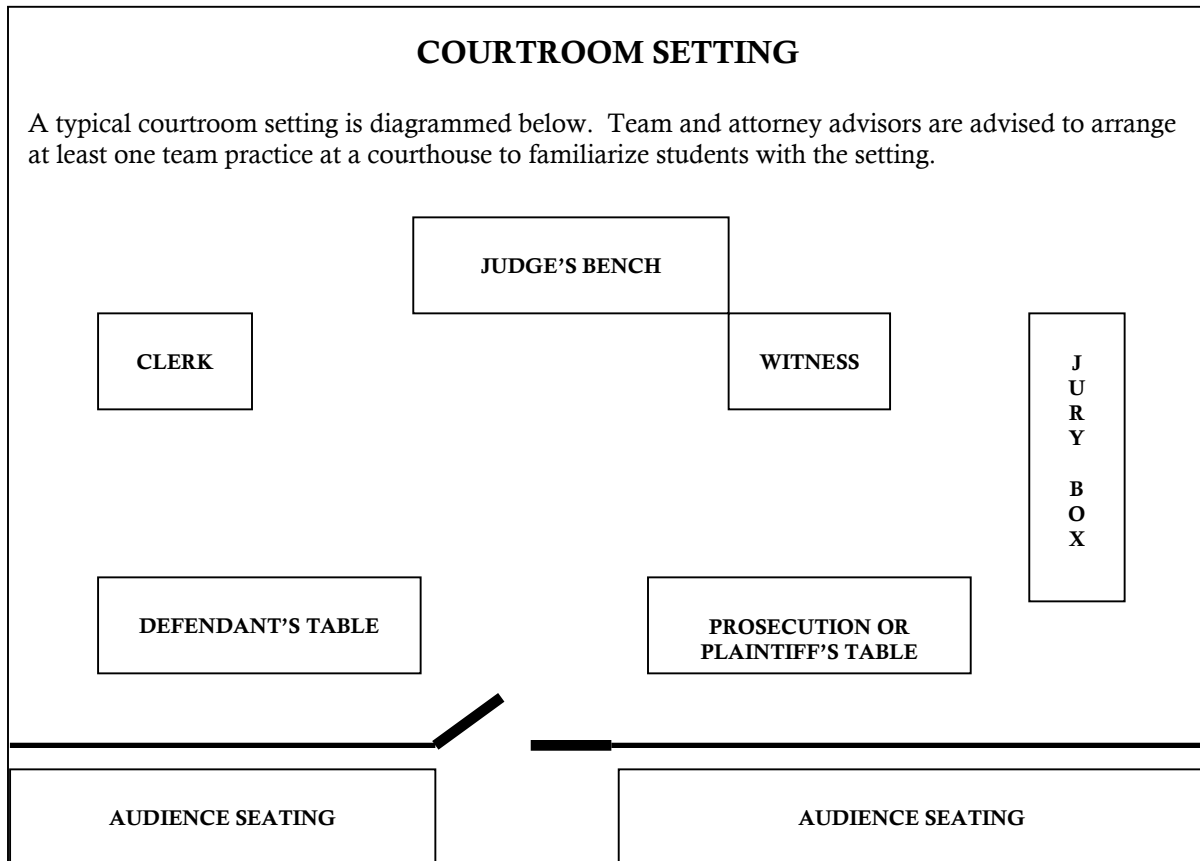 COURTROOM SETTING
A typical courtroom setting is diagrammed below.  Team and attorney advisors are advised to arrange
at least one team practice at a courthouse to familiarize students with the setting.
JUDGE'S BENCH
CLERK
WITNESS
J
U
R
Y
B
O
X
DEFENDANT'S TABLE
PROSECUTION OR
PLAINTIFF'S TABLE
AUDIENCE SEATING
AUDIENCE SEATING